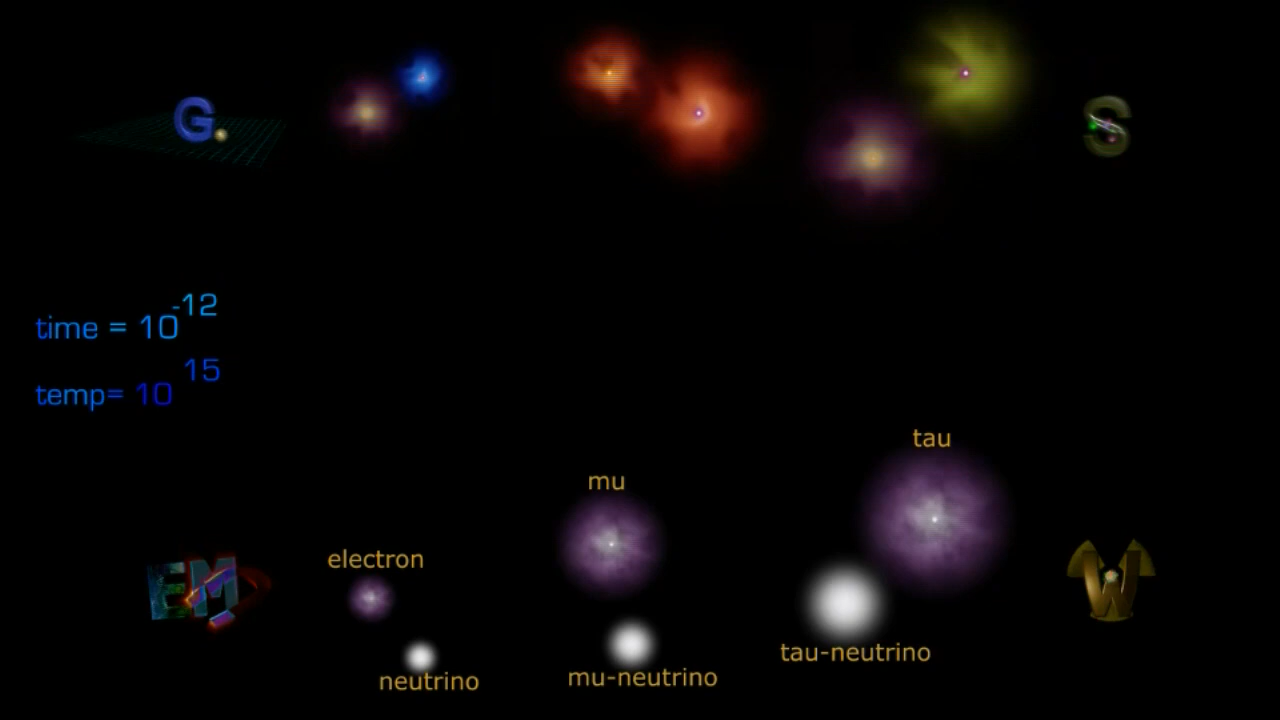 G
S
time = 10^-12
temp= 10^15
tau
mu
electron
EM
W
tau-neutrino
mu-neutrino
neutrino